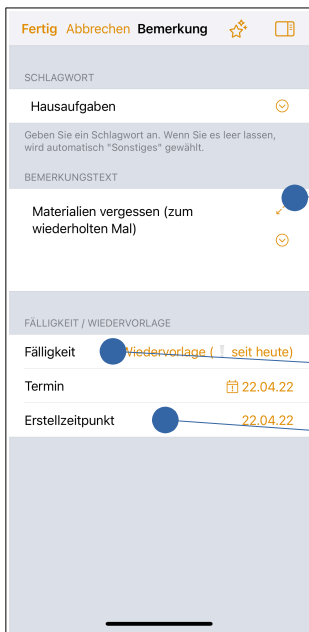 Fertig Abbrechen Bemerkung
SCHLAGWORT
Hausaufgaben
Geben Sie ein Schlagwort an. Wenn Sie es leer lassen,
wird automatisch "Sonstiges" gewählt.
BEMERKUNGSTEXT
Materialien vergessen (zum
wiederholten Mal)
FÄLLIGKEIT / WIEDERVORLAGE
Fälligkeit Wiedervorlage ( seit heute)
Termin 22.04.22
Erstellzeitpunkt 22.04.22